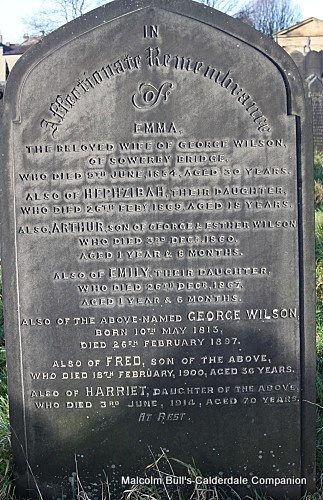 IN
Affectionate Remembrance
Of
EMMA,
THE BELOVED WIFE OF GEORGE WILSON,
OF SOWERBY BRIDGE,
WHO DIED 9TH JUNE, 1854, AGED 30 YEARS.
ALSO OF HEPHZIBAH, THEIR DAUGHTER,
WHO DIED 26TH FEBY 1869, AGED 18 YEARS.
ALSO, ARTHUR, SON OF GEORGE & ESTHER WILSON
WHO DIED 3RD DECR 1860,
AGED 1 YEAR & 8 MONTHS.
ALSO OF EMILY, THEIR DAUGHTER,
WHO DIED 26TH DECR 1867,
AGED 1 YEAR & 6 MONTHS.
ALSO OF THE ABOVE-NAMED GEORGE WILSON,
BORN 10TH MAY 1815,
DIED 26TH FEBRUARY 1897.
ALSO OF FRED, SON OF THE ABOVE,
WHO DIED 18TH FEBRUARY, 1900, AGED 36 YEARS.
ALSO OF HARRIET, DAUGHTER OF THE ABOVE,
WHO DIED 3RD JUNE, 1914, AGED 70 YEARS.
AT REST.
Malcolm Bull's Calderdale Companion